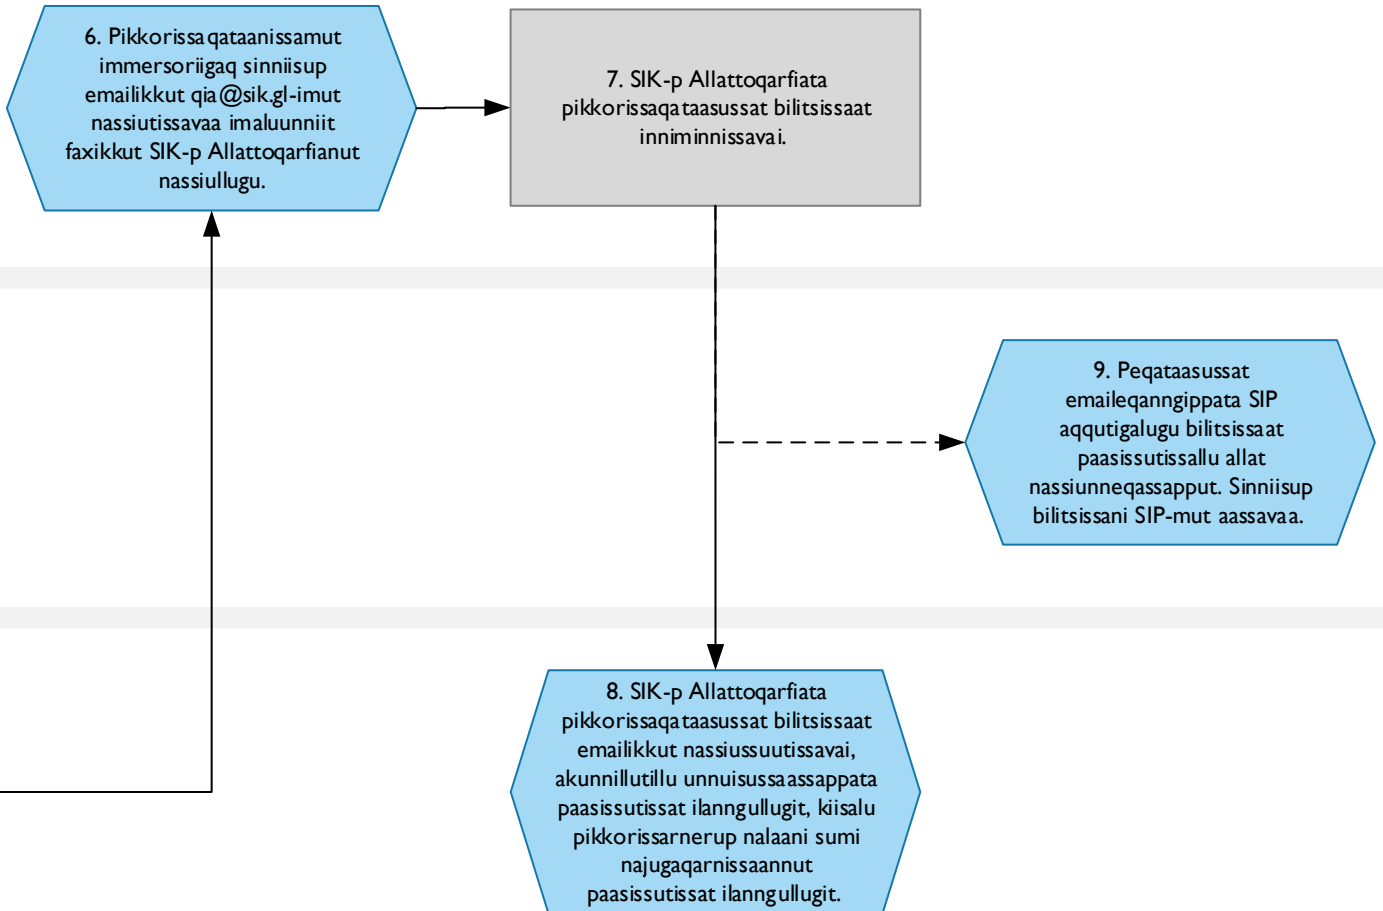 6. Pikkorissaqataanissamut
immersoriigaq sinniisup
emailikkut qia@sik.gl-imut
nassiutissavaa imaluunniit
faxikkut SIK-p Allattoqarfianut
nassiullugu.
7. SIK-p Allattoqarfiata
pikkorissaqataasussat bilitsissaat
inniminnissavai.
9. Peqataasussat
emaileqanngippata SIP
aqqutigalugu bilitsissaat
paasissutissallu allat
nassiunneqassapput. Sinniisup
bilitsissani SIP-mut aassavaa.
8. SIK-p Allattoqarfiata
pikkorissaqataasussat bilitsissaat
emailikkut nassiussuutissavai,
akunnillutillu unnuisussaassappata
paasissutissat ilanngullugit, kiisalu
pikkorissarnerup nalaani sumi
najugaqarnissaannut
paasissutissat ilanngullugit.